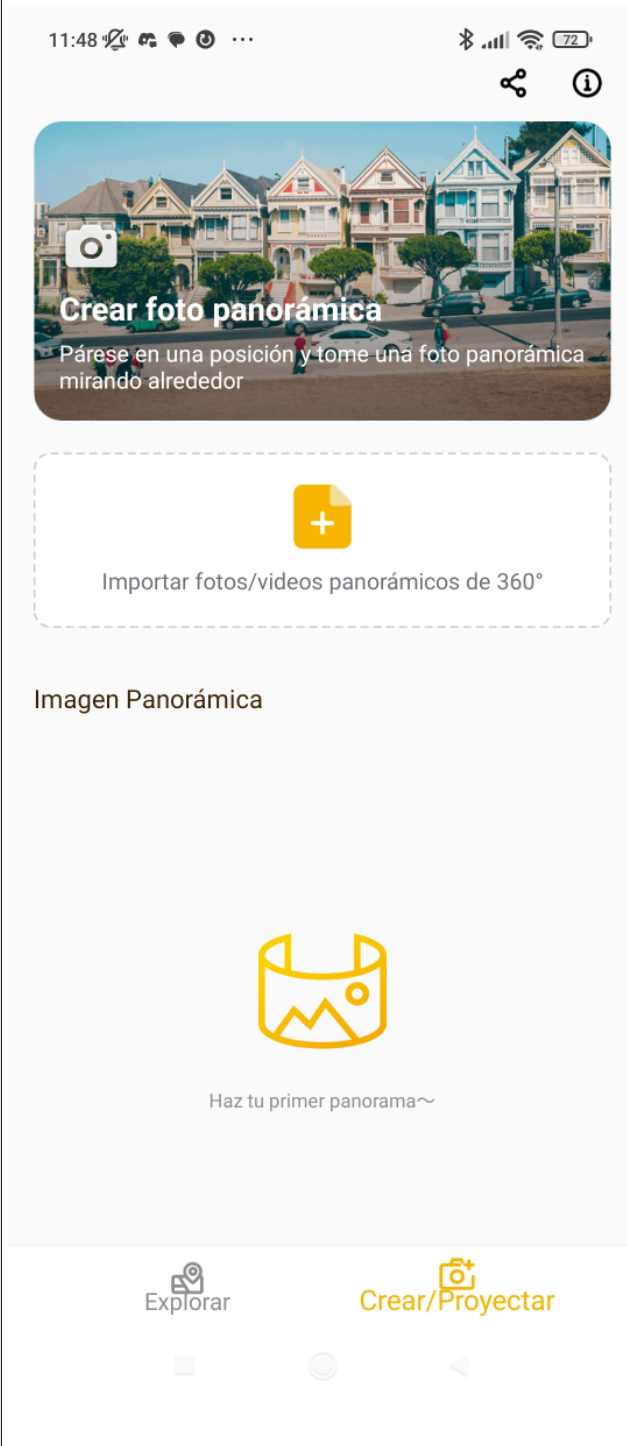 11:48
72
Crear foto panorámica
Párese en una posición y tome una foto panorámica
mirando alrededor
Importar fotos/videos panorámicos de 360°
Imagen Panorámica
Haz tu primer panorama～
Explorar
Crear/Proyectar